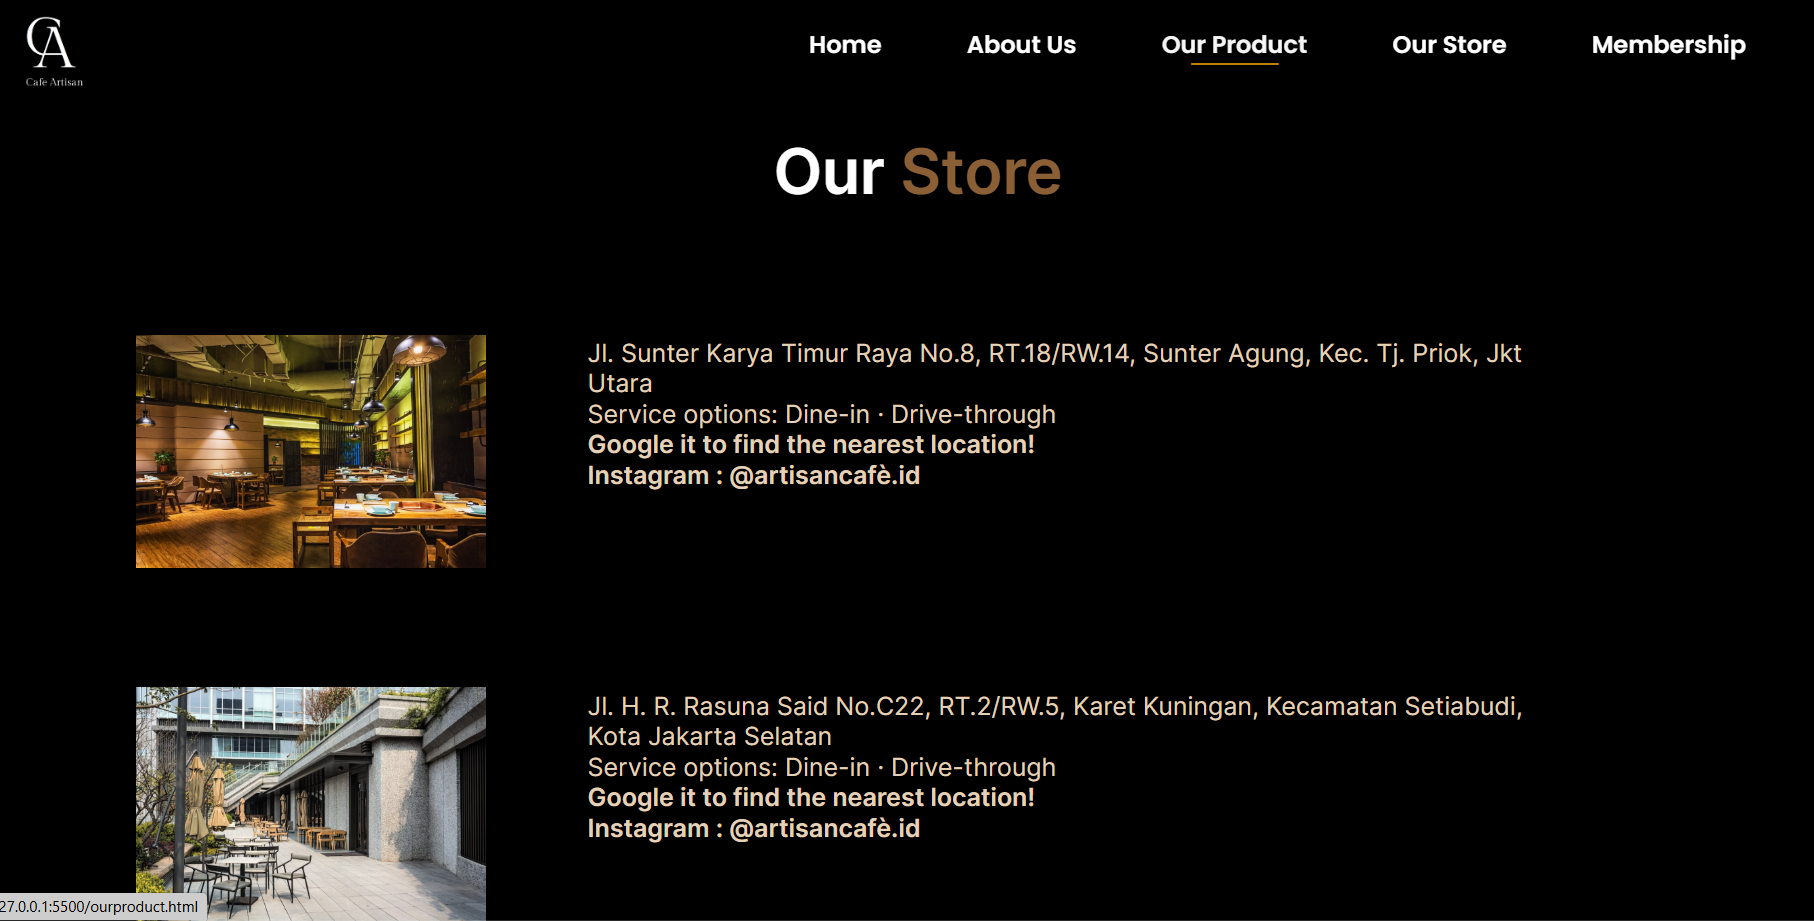 CA
Cafe Artisan
Home About Us Our Product Our Store Membership
Our Store
Jl. Sunter Karya Timur Raya No.8, RT.18/RW.14, Sunter Agung, Kec. Tj. Priok, Jkt
Utara
Service options: Dine-in · Drive-through
Google it to find the nearest location!
Instagram : @artisancafè.id
Jl. H. R. Rasuna Said No.C22, RT.2/RW.5, Karet Kuningan, Kecamatan Setiabudi,
Kota Jakarta Selatan
Service options: Dine-in · Drive-through
Google it to find the nearest location!
Instagram : @artisancafè.id
27.0.0.1:5500/ourproduct.html